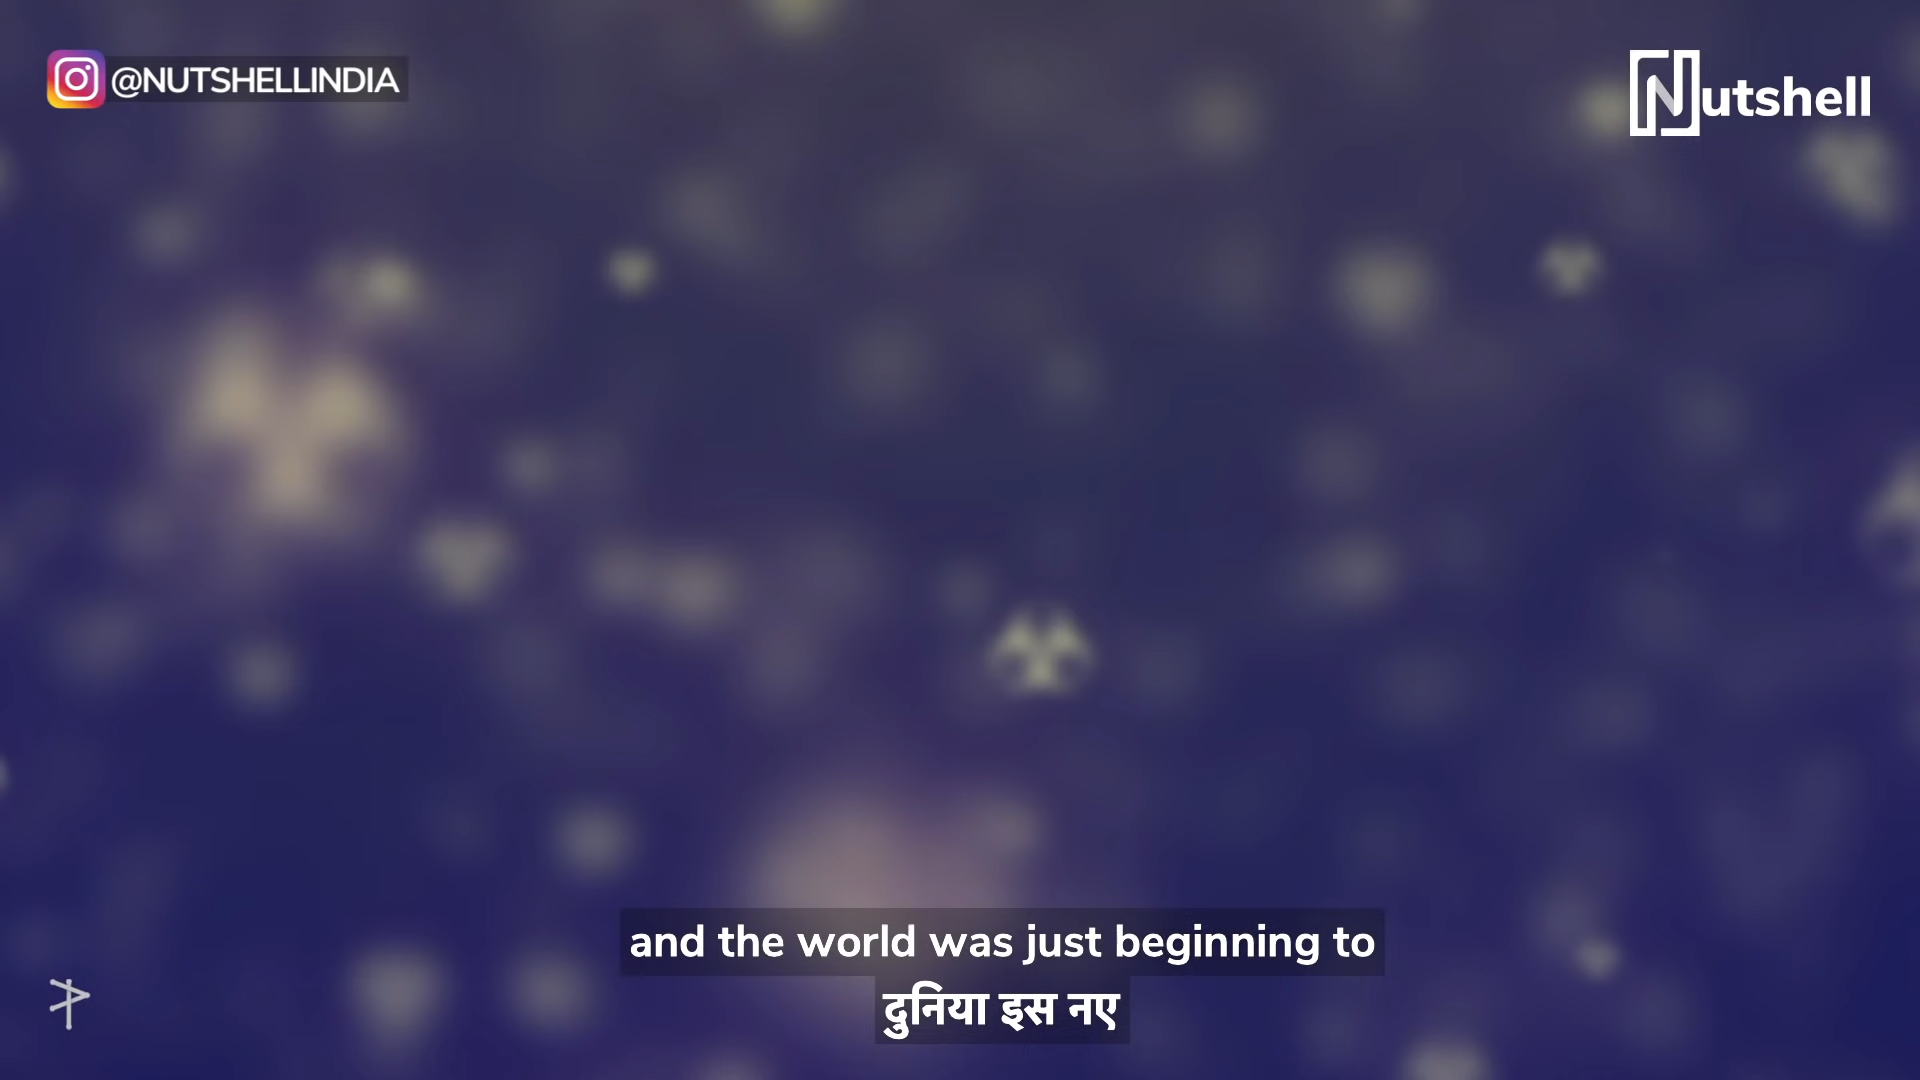 @NUTSHELLINDIA
Nutshell
and the world was just beginning to
दुनिया इस नए